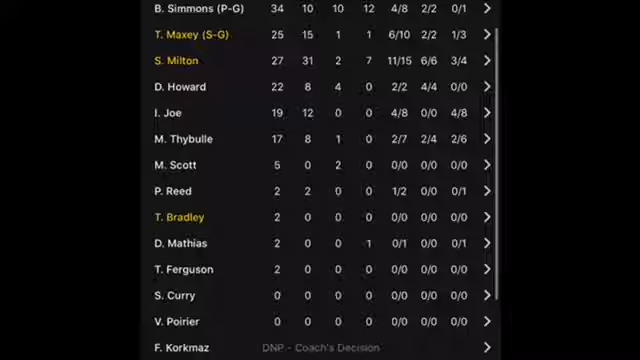 B. Simmons (P-G) 34 10 10 12 4/8 2/2 0/1
T. Maxey (S-G) 25 15 1 1 6/10 2/2 1/3
S. Milton 27 31 2 7 11/15 6/6 3/4
D. Howard 22 8 4 0 2/2 4/4 0/0
I. Joe 19 12 0 0 4/8 0/0 4/8
M. Thybulle 17 8 1 0 2/7 2/4 2/6
M. Scott 5 0 2 0 0/0 0/0 0/0
P. Reed 2 2 0 0 1/2 0/0 0/1
T. Bradley 2 0 0 0 0/0 0/0 0/0
D. Mathias 2 0 0 1 0/1 0/0 0/1
T. Ferguson 2 0 0 0 0/0 0/0 0/0
S. Curry 0 0 0 0 0/0 0/0 0/0
V. Poirier 0 0 0 0 0/0 0/0 0/0
F. Korkmaz DNP - Coach's Decision